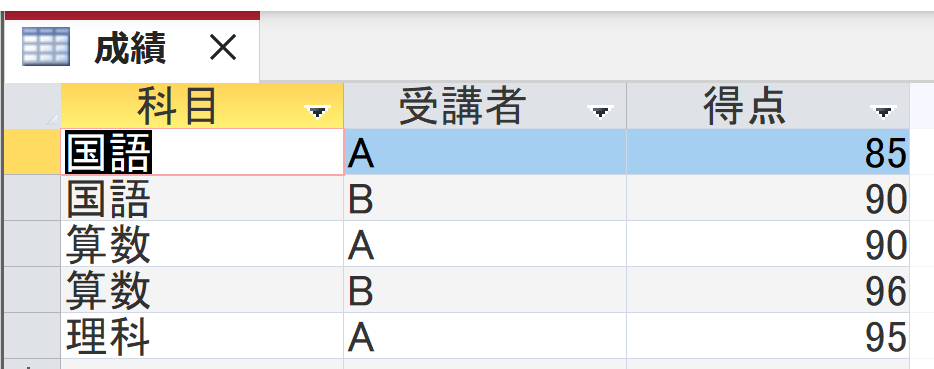 成績
科目 受講者 得点
国語 A 85
国語 B 90
算数 A 90
算数 B 96
理科 A 95